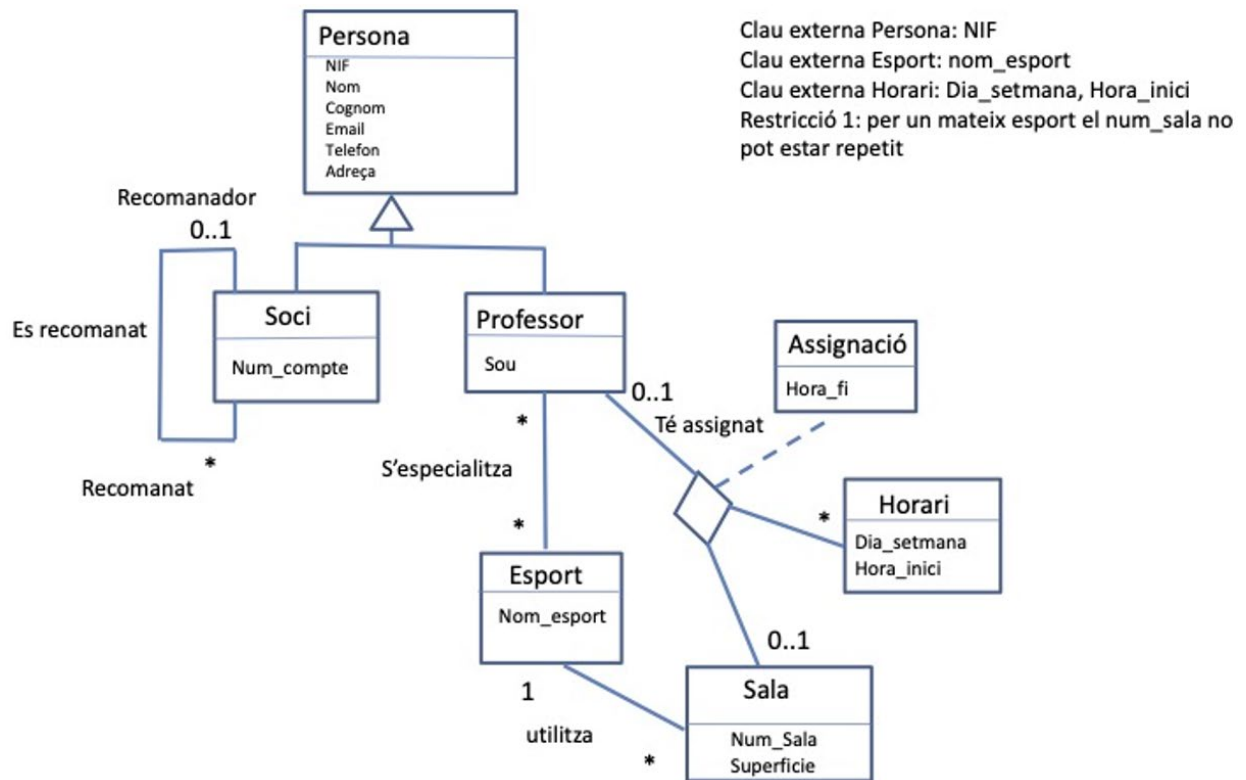 Persona
NIF
Nom
Cognom
Email
Telefon
Adreça
Clau externa Persona: NIF
Clau externa Esport: nom_esport
Clau externa Horari: Dia_setmana, Hora_inici
Restricció 1: per un mateix esport el num_sala no
pot estar repetit
Recomanador
0..1
Es recomanat
Soci
Num_compte
*
Recomanat
Professor
Sou
0..1
Té assignat
Assignació
Hora_fi
*
S'especialitza
*
Horari
Dia_setmana
Hora_inici
*
Esport
Nom_esport
1
utilitza
*
0..1
Sala
Num_Sala
Superficie